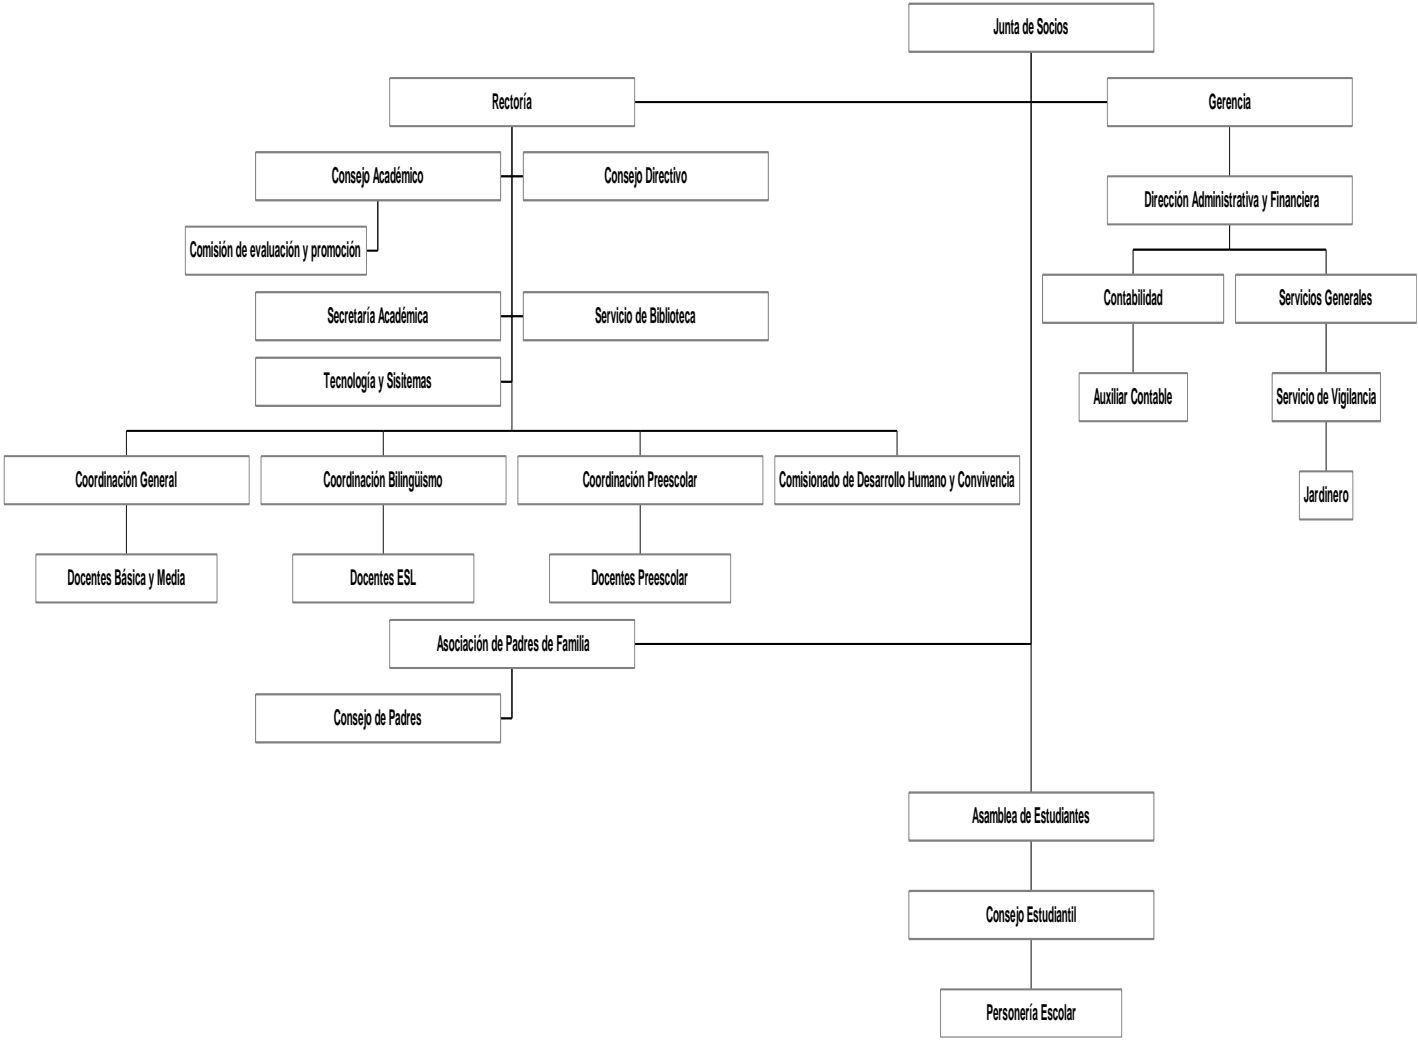 Junta de Socios
Rectoría
Gerencia
Consejo Académico
Consejo Directivo
Dirección Administrativa y Financiera
Comisión de evaluación y promoción
Contabilidad
Servicios Generales
Secretaría Académica
Servicio de Biblioteca
Tecnología y Sisitemas
Auxiliar Contable
Servicio de Vigilancia
Coordinación General
Coordinación Bilingüismo
Coordinación Preescolar
Comisionado de Desarrollo Humano y Convivencia
Jardinero
Docentes Básica y Media
Docentes ESL
Docentes Preescolar
Asociación de Padres de Familia
Consejo de Padres
Asamblea de Estudiantes
Consejo Estudiantil
Personería Escolar